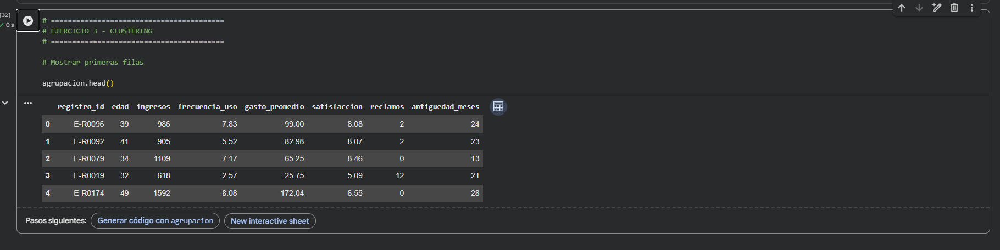 [32]
0 s
# =========================================
# EJERCICIO 3 - CLUSTERING
# =========================================
# Mostrar primeras filas
agrupacion.head()
registro_id edad ingresos frecuencia_uso gasto_promedio satisfaccion reclamos antiguedad_meses
0 E-R0096 39 986 7.83 99.00 8.08 2 24
1 E-R0092 41 905 5.52 82.98 8.07 2 23
2 E-R0079 34 1109 7.17 65.25 8.46 0 13
3 E-R0019 32 618 2.57 25.75 5.09 12 21
4 E-R0174 49 1592 8.08 172.04 6.55 0 28
Pasos siguientes: Generar código con agrupacion New interactive sheet